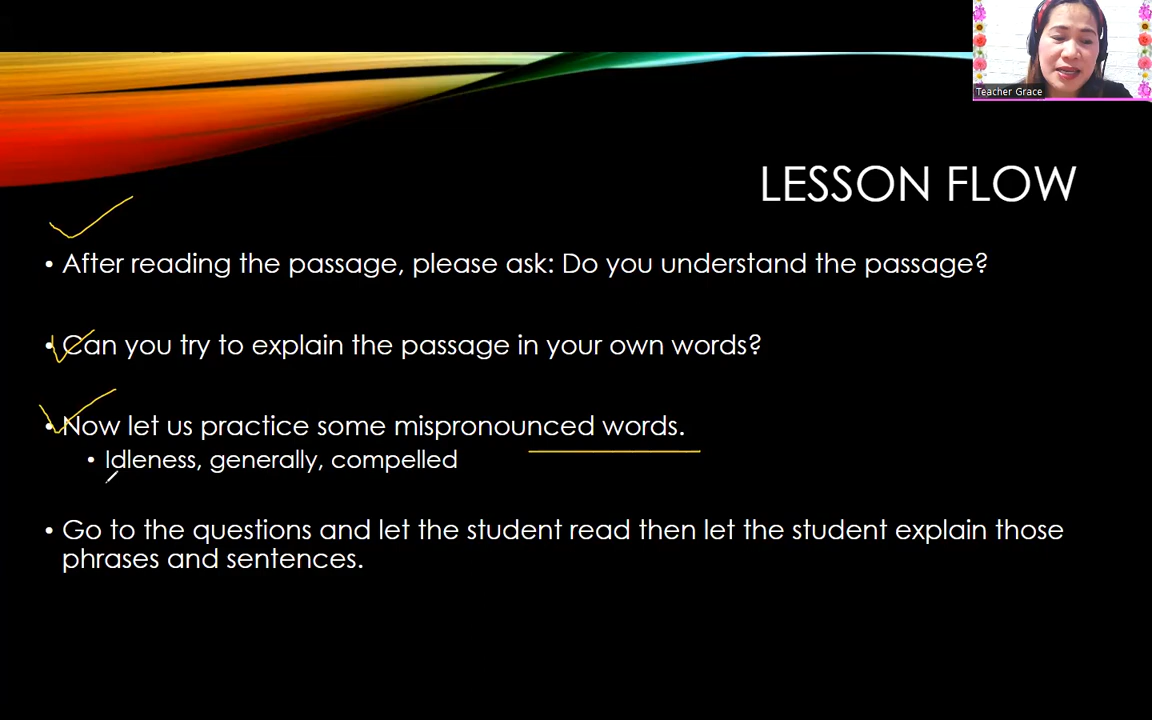 Teacher Grace
LESSON FLOW
• After reading the passage, please ask: Do you understand the passage?
• Can you try to explain the passage in your own words?
• Now let us practice some mispronounced words.
• Idleness, generally, compelled
• Go to the questions and let the student read then let the student explain those
phrases and sentences.